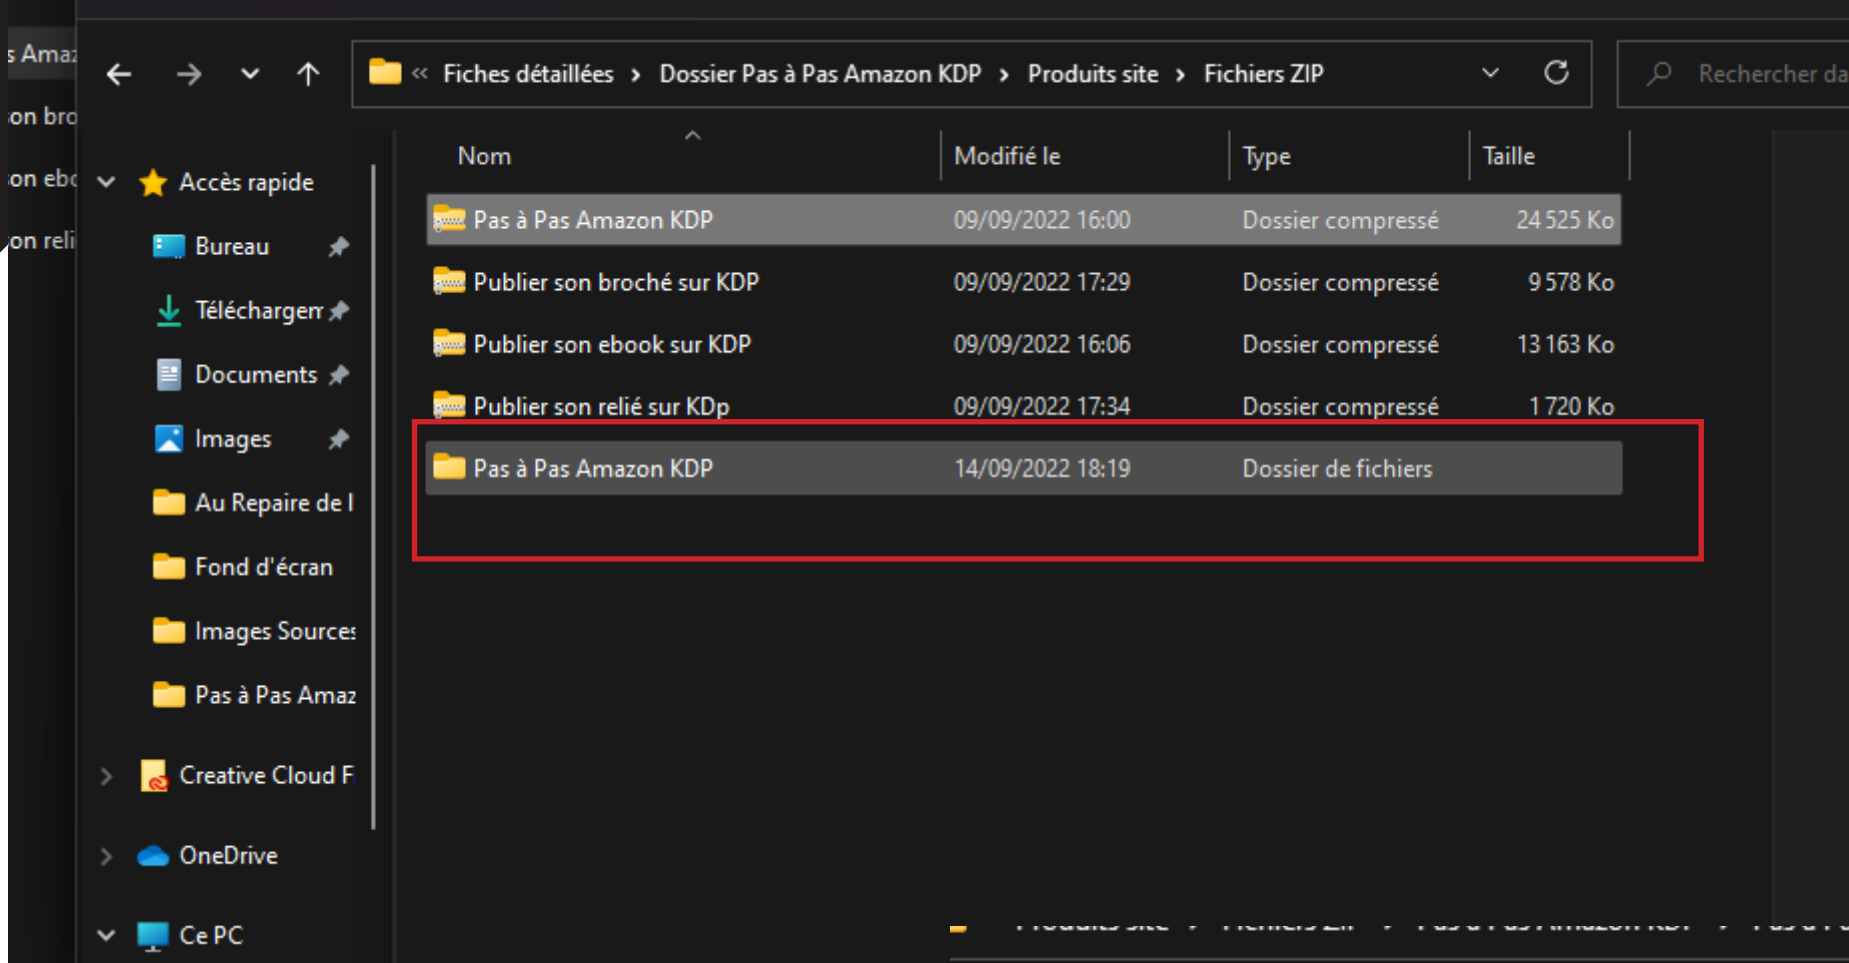 s Amaz
on bro
on ebo
on reli
« Fiches détaillées › Dossier Pas à Pas Amazon KDP › Produits site › Fichiers ZIP
Rechercher da
Nom Modifié le Type Taille
Accès rapide
Bureau
Téléchargem
Documents
Images
Au Repaire de l
Fond d'écran
Images Sources
Pas à Pas Amaz
Creative Cloud F
OneDrive
Ce PC
Pas à Pas Amazon KDP 09/09/2022 16:00 Dossier compressé 24 525 Ko
Publier son broché sur KDP 09/09/2022 17:29 Dossier compressé 9 578 Ko
Publier son ebook sur KDP 09/09/2022 16:06 Dossier compressé 13 163 Ko
Publier son relié sur KDp 09/09/2022 17:34 Dossier compressé 1 720 Ko
Pas à Pas Amazon KDP 14/09/2022 18:19 Dossier de fichiers